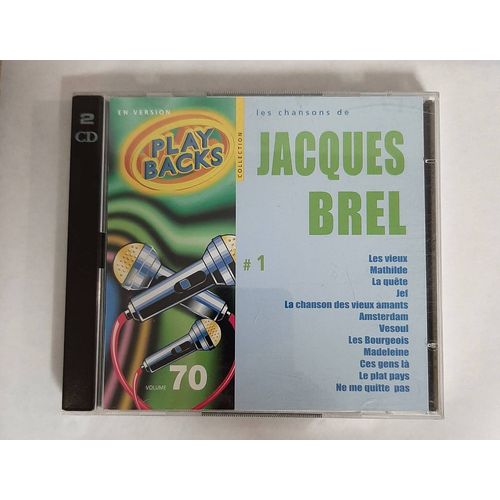 2
CD
EN VERSION
PLAY
BACKS
COLLECTION
VOLUME 70
les chansons de
JACQUES
BREL
# 1
Les vieux
Mathilde
La quête
Jef
La chanson des vieux amants
Amsterdam
Vesoul
Les Bourgeois
Madeleine
Ces gens là
Le plat pays
Ne me quitte pas